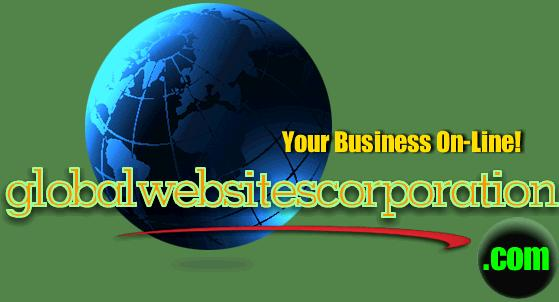 Your Business On-Line!
globalwebsitescorporation
.com